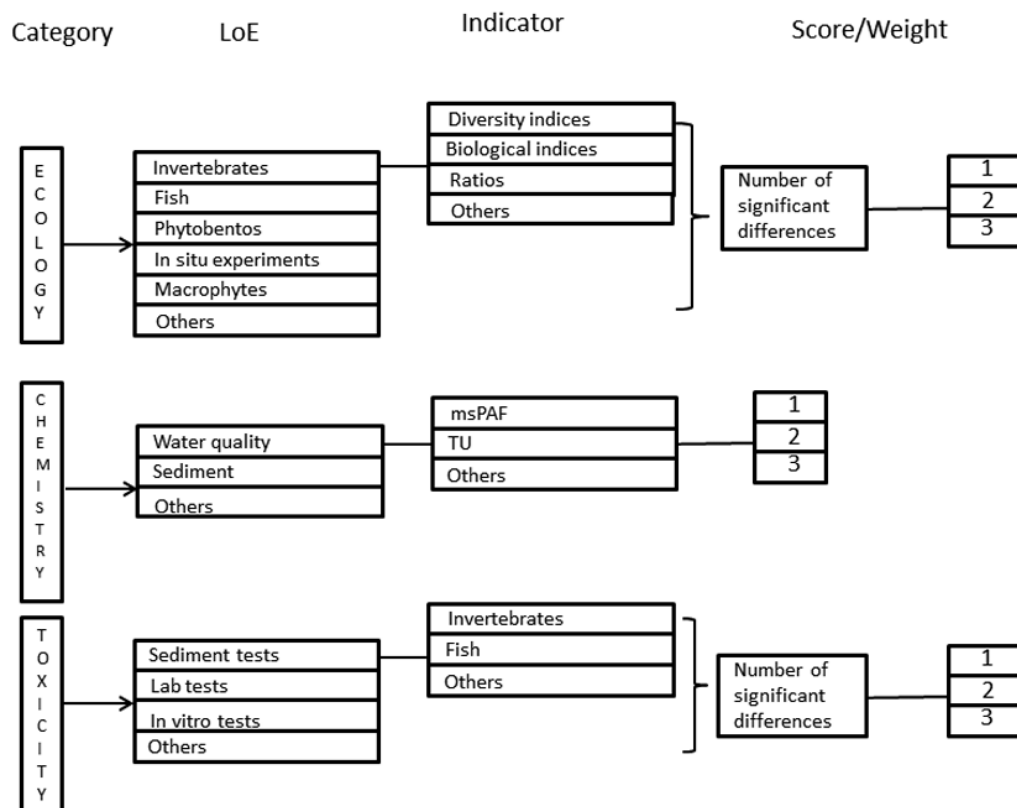 Category LoE Indicator Score/Weight
ECOLOGY
Invertebrates
Fish
Phytobentos
In situ experiments
Macrophytes
Others
Diversity indices
Biological indices
Ratios
Others
Number of
significant
differences
1
2
3
CHEMISTRY
Water quality
Sediment
Others
msPAF
TU
Others
1
2
3
TOXICITY
Sediment tests
Lab tests
In vitro tests
Others
Invertebrates
Fish
Others
Number of
significant
differences
1
2
3